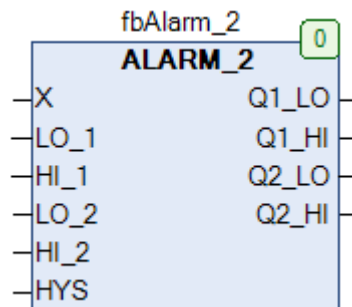 fbAlarm_2
0
ALARM_2
X Q1_LO
LO_1 Q1_HI
HI_1 Q2_LO
LO_2 Q2_HI
HI_2
HYS